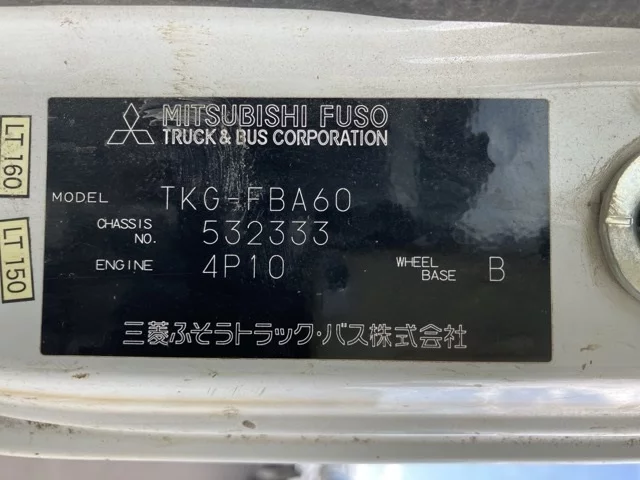 MITSUBISHI FUSO
TRUCK & BUS CORPORATION
MODEL TKG-FBA60
CHASSIS NO. 532333
ENGINE 4P10 WHEEL BASE B
三菱ふそうトラック・バス株式会社
LT 160
LT 150